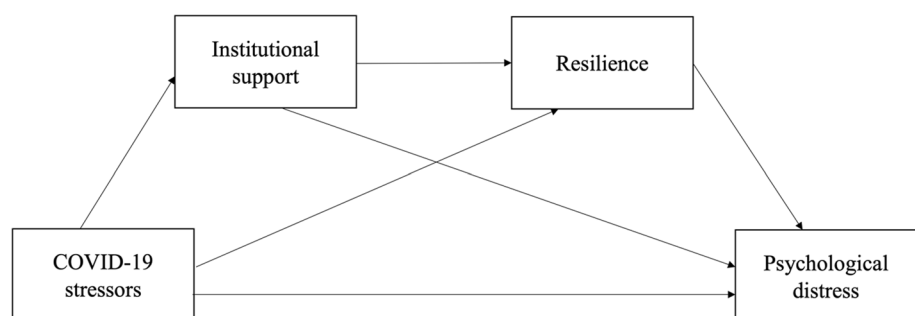 Institutional
support
Resilience
COVID-19
stressors
Psychological
distress